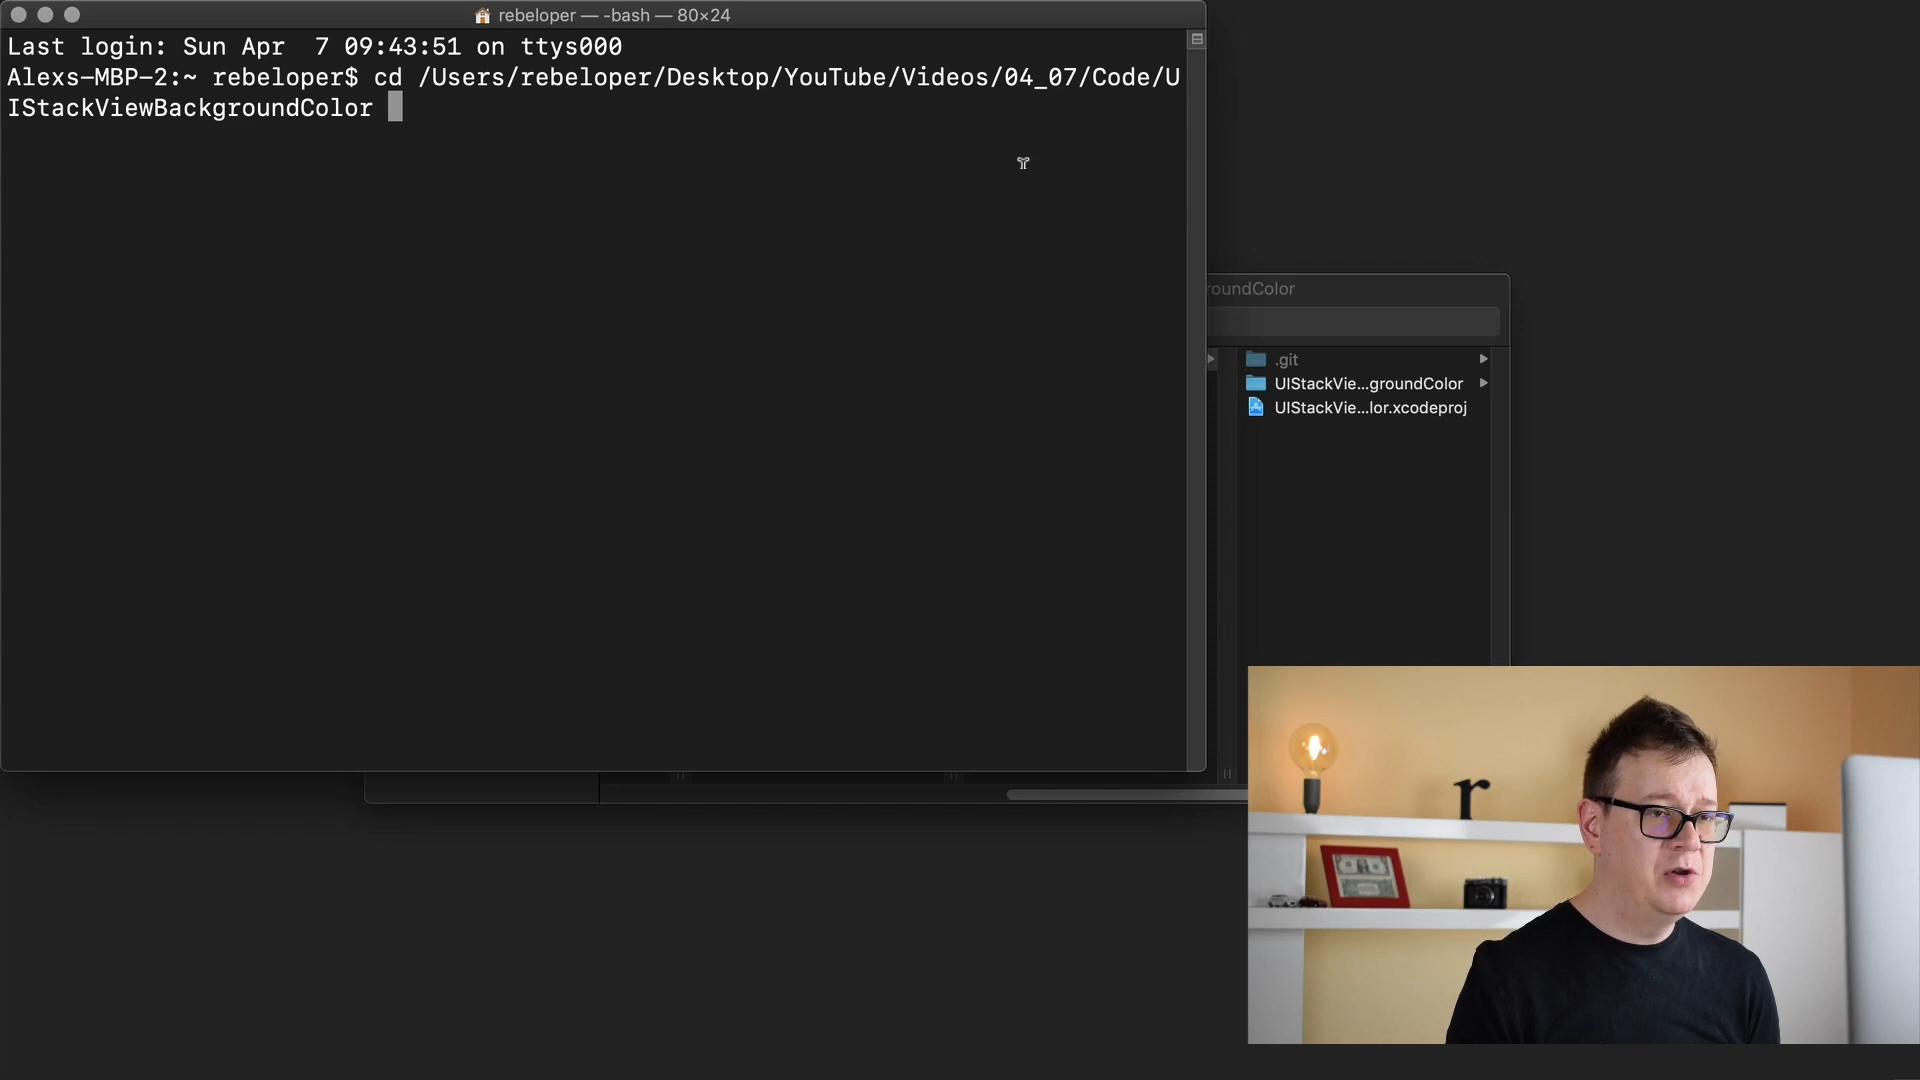 rebeloper — -bash — 80×24
Last login: Sun Apr  7 09:43:51 on ttys000
Alexs-MBP-2:~ rebeloper$ cd /Users/rebeloper/Desktop/YouTube/Videos/04_07/Code/U
IStackViewBackgroundColor
roundColor
.git
UIStackVie...groundColor
UIStackVie...lor.xcodeproj
r